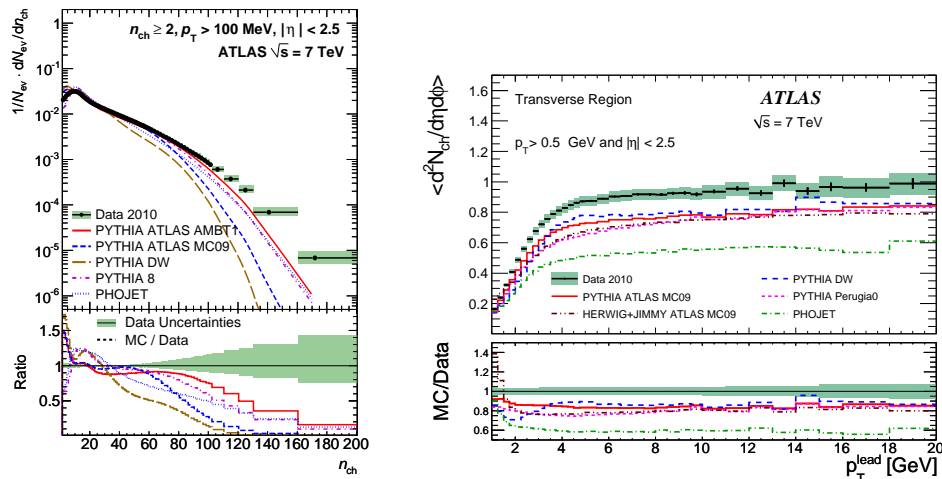 n_ch ≥ 2, p_T > 100 MeV, |η| < 2.5
ATLAS √s = 7 TeV
1/N_ev · dN_ev/dn_ch
1
10^-1
10^-2
10^-3
10^-4
10^-5
10^-6
Data 2010
PYTHIA ATLAS AMBT1
PYTHIA ATLAS MC09
PYTHIA DW
PYTHIA 8
PHOJET
Data Uncertainties
MC / Data
Ratio
1.5
1
0.5
20 40 60 80 100 120 140 160 180 200
n_ch
Transverse Region
ATLAS
√s = 7 TeV
p_T > 0.5 GeV and |η| < 2.5
<d²N_ch/dηdϕ>
1.6
1.4
1.2
1
0.8
0.6
0.4
0.2
Data 2010
PYTHIA ATLAS MC09
HERWIG+JIMMY ATLAS MC09
PYTHIA DW
PYTHIA Perugia0
PHOJET
MC/Data
1.4
1.2
1
0.8
0.6
2 4 6 8 10 12 14 16 18 20
p_T^lead [GeV]